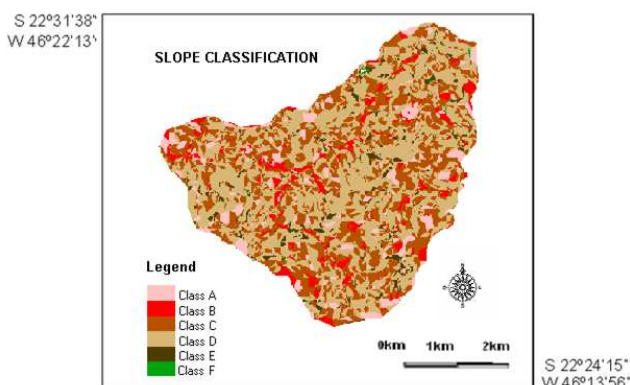 S 22º31'38"
W 46º22'13'
SLOPE CLASSIFICATION
Legend
Class A
Class B
Class C
Class D
Class E
Class F
0km 1km 2km
S 22º24'15"
W 46º13'56"